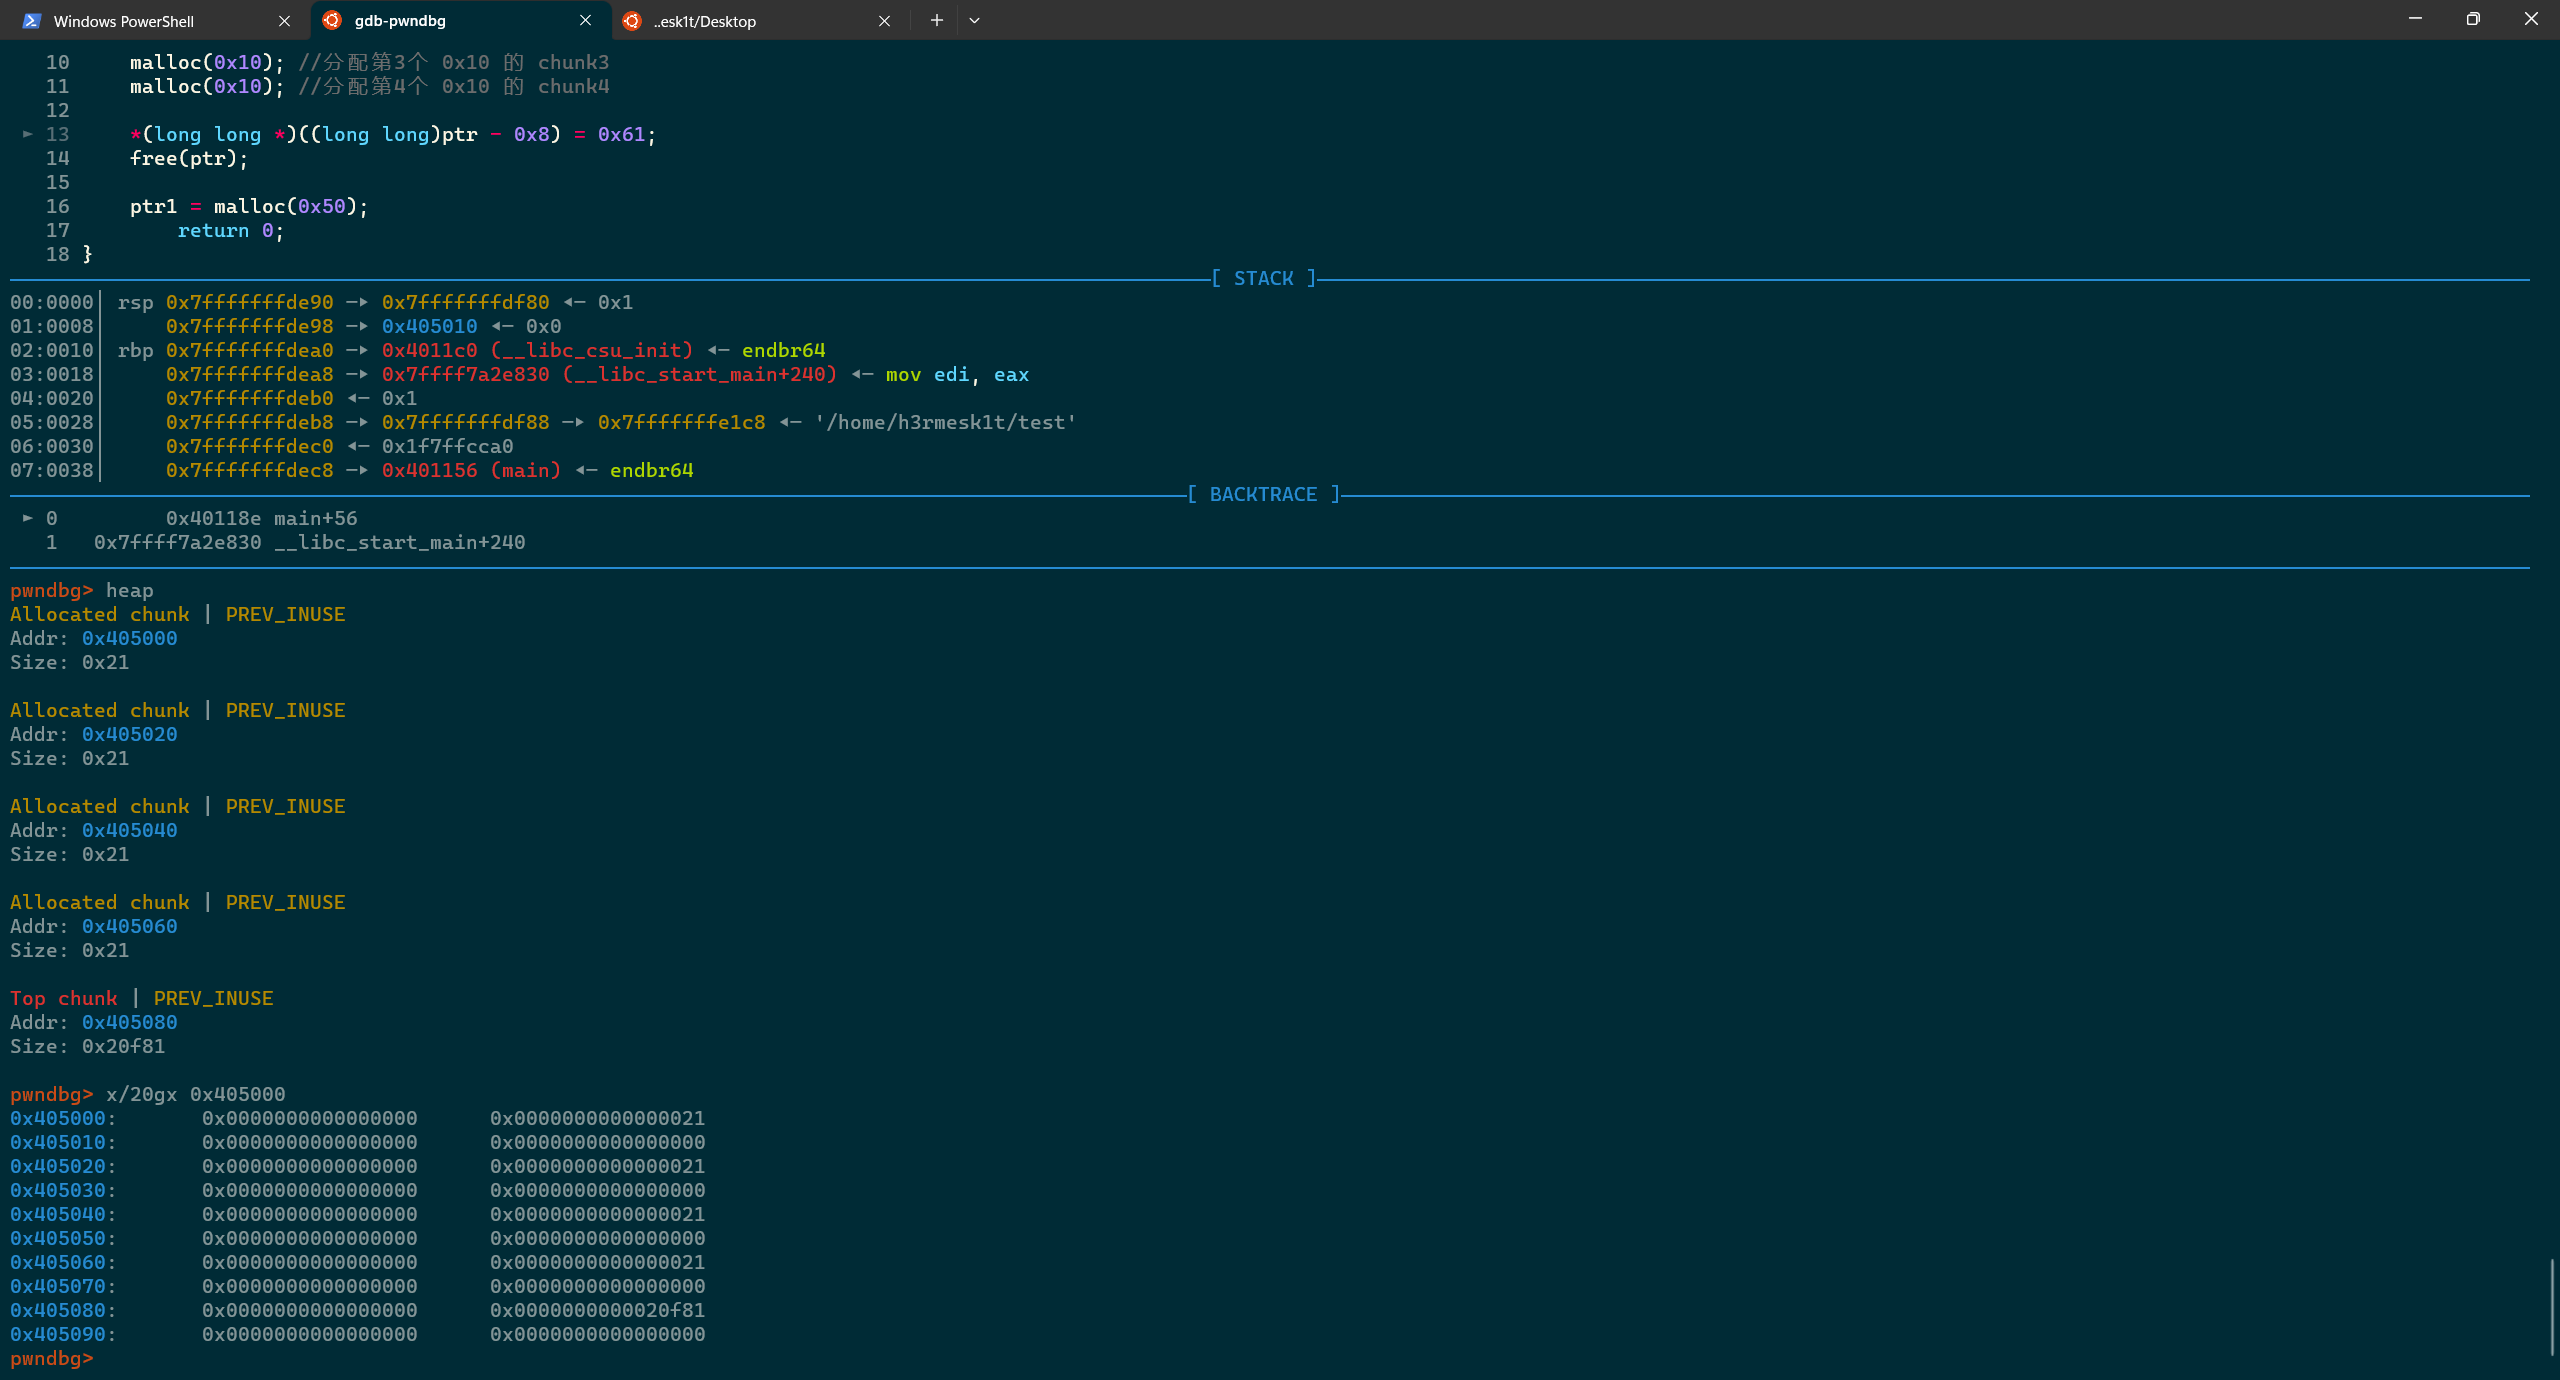 Windows PowerShell
gdb-pwndbg
..esk1t/Desktop
10 malloc(0x10); //分配第3个 0x10 的 chunk3
11 malloc(0x10); //分配第4个 0x10 的 chunk4
12
► 13 *(long long *)((long long)ptr - 0x8) = 0x61;
14 free(ptr);
15
16 ptr1 = malloc(0x50);
17 return 0;
18 }
[ STACK ]
00:0000│ rsp 0x7fffffffde90 —▸ 0x7fffffffdf80 ◂— 0x1
01:0008│ 0x7fffffffde98 —▸ 0x405010 ◂— 0x0
02:0010│ rbp 0x7fffffffdea0 —▸ 0x4011c0 (__libc_csu_init) ◂— endbr64
03:0018│ 0x7fffffffdea8 —▸ 0x7ffff7a2e830 (__libc_start_main+240) ◂— mov edi, eax
04:0020│ 0x7fffffffdeb0 ◂— 0x1
05:0028│ 0x7fffffffdeb8 —▸ 0x7fffffffdf88 —▸ 0x7fffffffe1c8 ◂— '/home/h3rmesk1t/test'
06:0030│ 0x7fffffffdec0 ◂— 0x1f7ffcca0
07:0038│ 0x7fffffffdec8 —▸ 0x401156 (main) ◂— endbr64
[ BACKTRACE ]
► 0 0x40118e main+56
1 0x7ffff7a2e830 __libc_start_main+240
pwndbg> heap
Allocated chunk | PREV_INUSE
Addr: 0x405000
Size: 0x21
Allocated chunk | PREV_INUSE
Addr: 0x405020
Size: 0x21
Allocated chunk | PREV_INUSE
Addr: 0x405040
Size: 0x21
Allocated chunk | PREV_INUSE
Addr: 0x405060
Size: 0x21
Top chunk | PREV_INUSE
Addr: 0x405080
Size: 0x20f81
pwndbg> x/20gx 0x405000
0x405000: 0x0000000000000000 0x0000000000000021
0x405010: 0x0000000000000000 0x0000000000000000
0x405020: 0x0000000000000000 0x0000000000000021
0x405030: 0x0000000000000000 0x0000000000000000
0x405040: 0x0000000000000000 0x0000000000000021
0x405050: 0x0000000000000000 0x0000000000000000
0x405060: 0x0000000000000000 0x0000000000000021
0x405070: 0x0000000000000000 0x0000000000000000
0x405080: 0x0000000000000000 0x0000000000020f81
0x405090: 0x0000000000000000 0x0000000000000000
pwndbg>